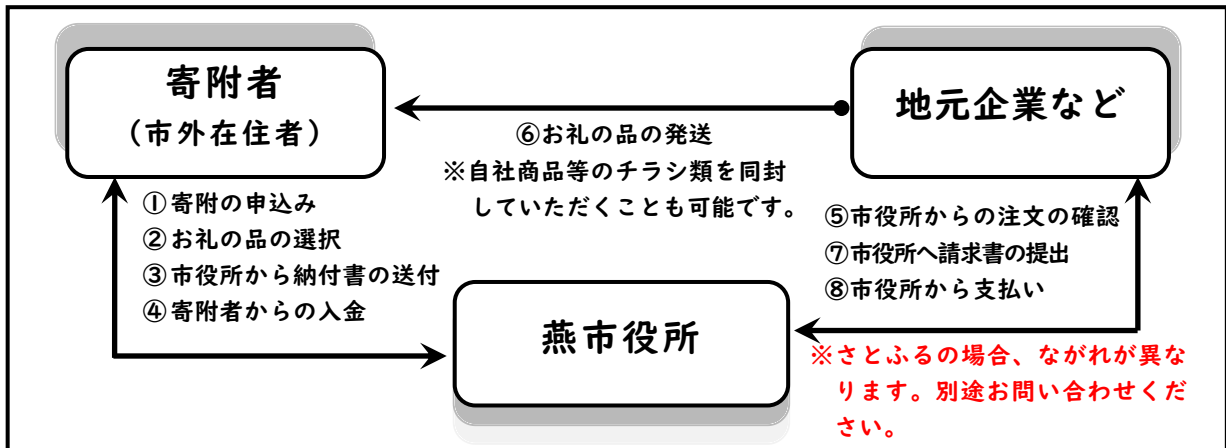 寄附者
（市外在住者）
地元企業など
⑥お礼の品の発送
※自社商品等のチラシ類を同封
していただくことも可能です。
①寄附の申込み
②お礼の品の選択
③市役所から納付書の送付
④寄附者からの入金
⑤市役所からの注文の確認
⑦市役所へ請求書の提出
⑧市役所から支払い
燕市役所
※さとふるの場合、ながれが異な
ります。別途お問い合わせくだ
さい。